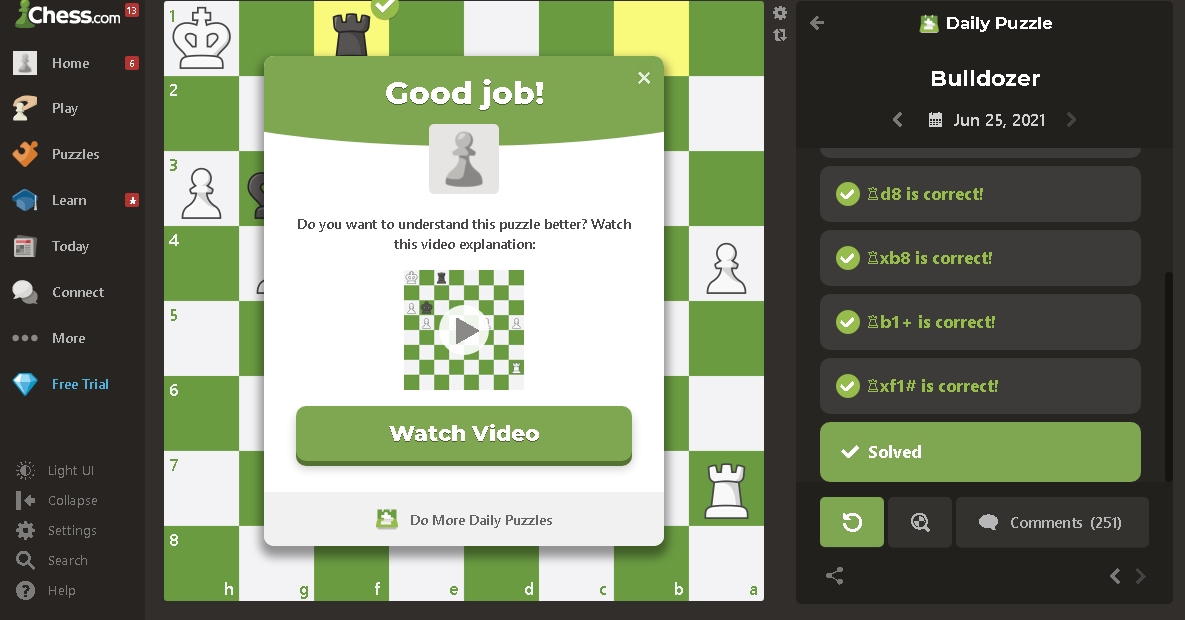 Chess.com
13
Home
6
Play
Puzzles
Learn
Today
Connect
More
Free Trial
Light UI
Collapse
Settings
Search
Help
1
2
3
4
5
6
7
8
h
g
f
e
d
c
b
a
Good job!
Do you want to understand this puzzle better? Watch
this video explanation:
Watch Video
Do More Daily Puzzles
Daily Puzzle
Bulldozer
Jun 25, 2021
♖d8 is correct!
♖xb8 is correct!
♖b1+ is correct!
♖xf1# is correct!
Solved
Comments (251)